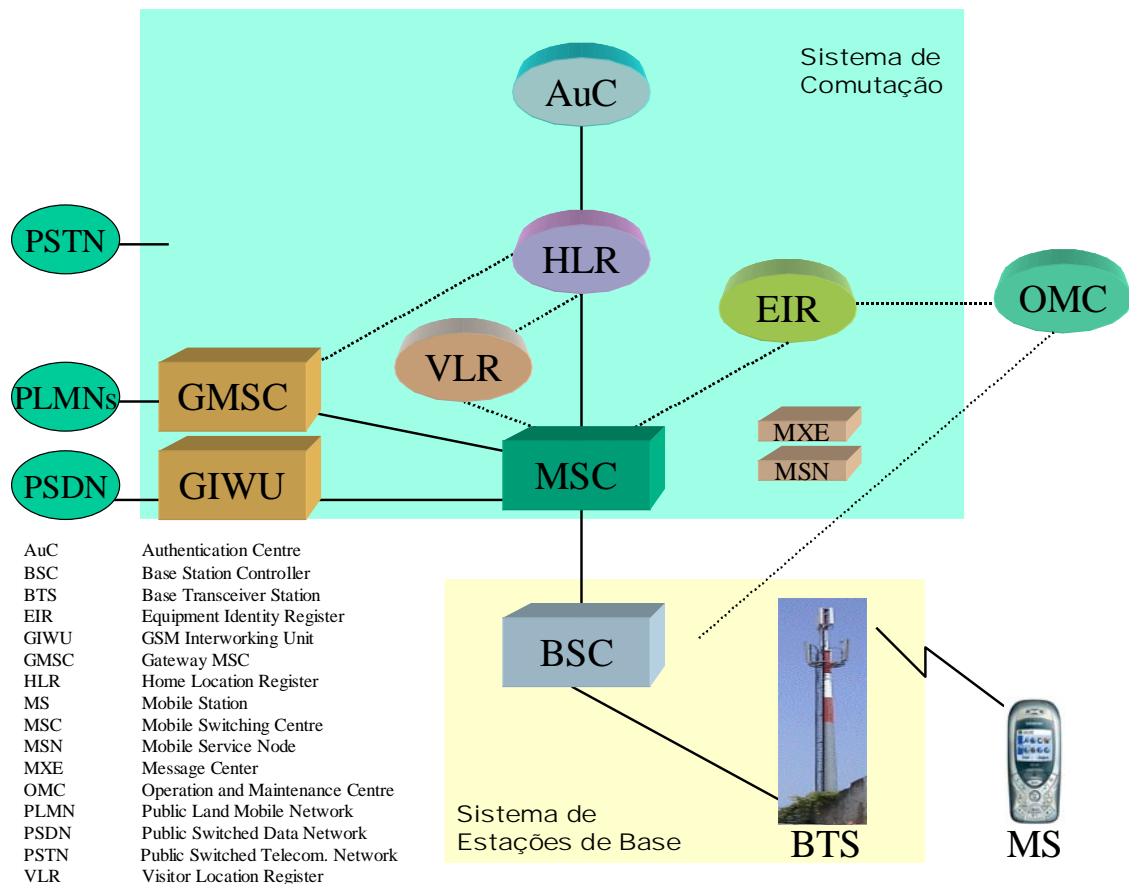 Sistema de
Comutação
AuC
PSTN
HLR
EIR
OMC
VLR
PLMNs
GMSC
MXE
MSN
PSDN
GIWU
MSC
AuC Authentication Centre
BSC Base Station Controller
BTS Base Transceiver Station
EIR Equipment Identity Register
GIWU GSM Interworking Unit
GMSC Gateway MSC
HLR Home Location Register
MS Mobile Station
MSC Mobile Switching Centre
MSN Mobile Service Node
MXE Message Center
OMC Operation and Maintenance Centre
PLMN Public Land Mobile Network
PSDN Public Switched Data Network
PSTN Public Switched Telecom. Network
VLR Visitor Location Register
BSC
Sistema de
Estações de Base
BTS
MS